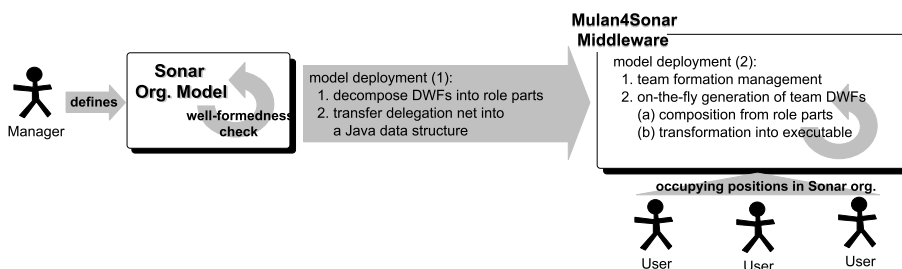 Manager
defines
Sonar
Org. Model
well-formedness
check
model deployment (1):
1. decompose DWFs into role parts
2. transfer delegation net into
a Java data structure
Mulan4Sonar
Middleware
model deployment (2):
1. team formation management
2. on-the-fly generation of team DWFs
(a) composition from role parts
(b) transformation into executable
occupying positions in Sonar org.
User
User
User